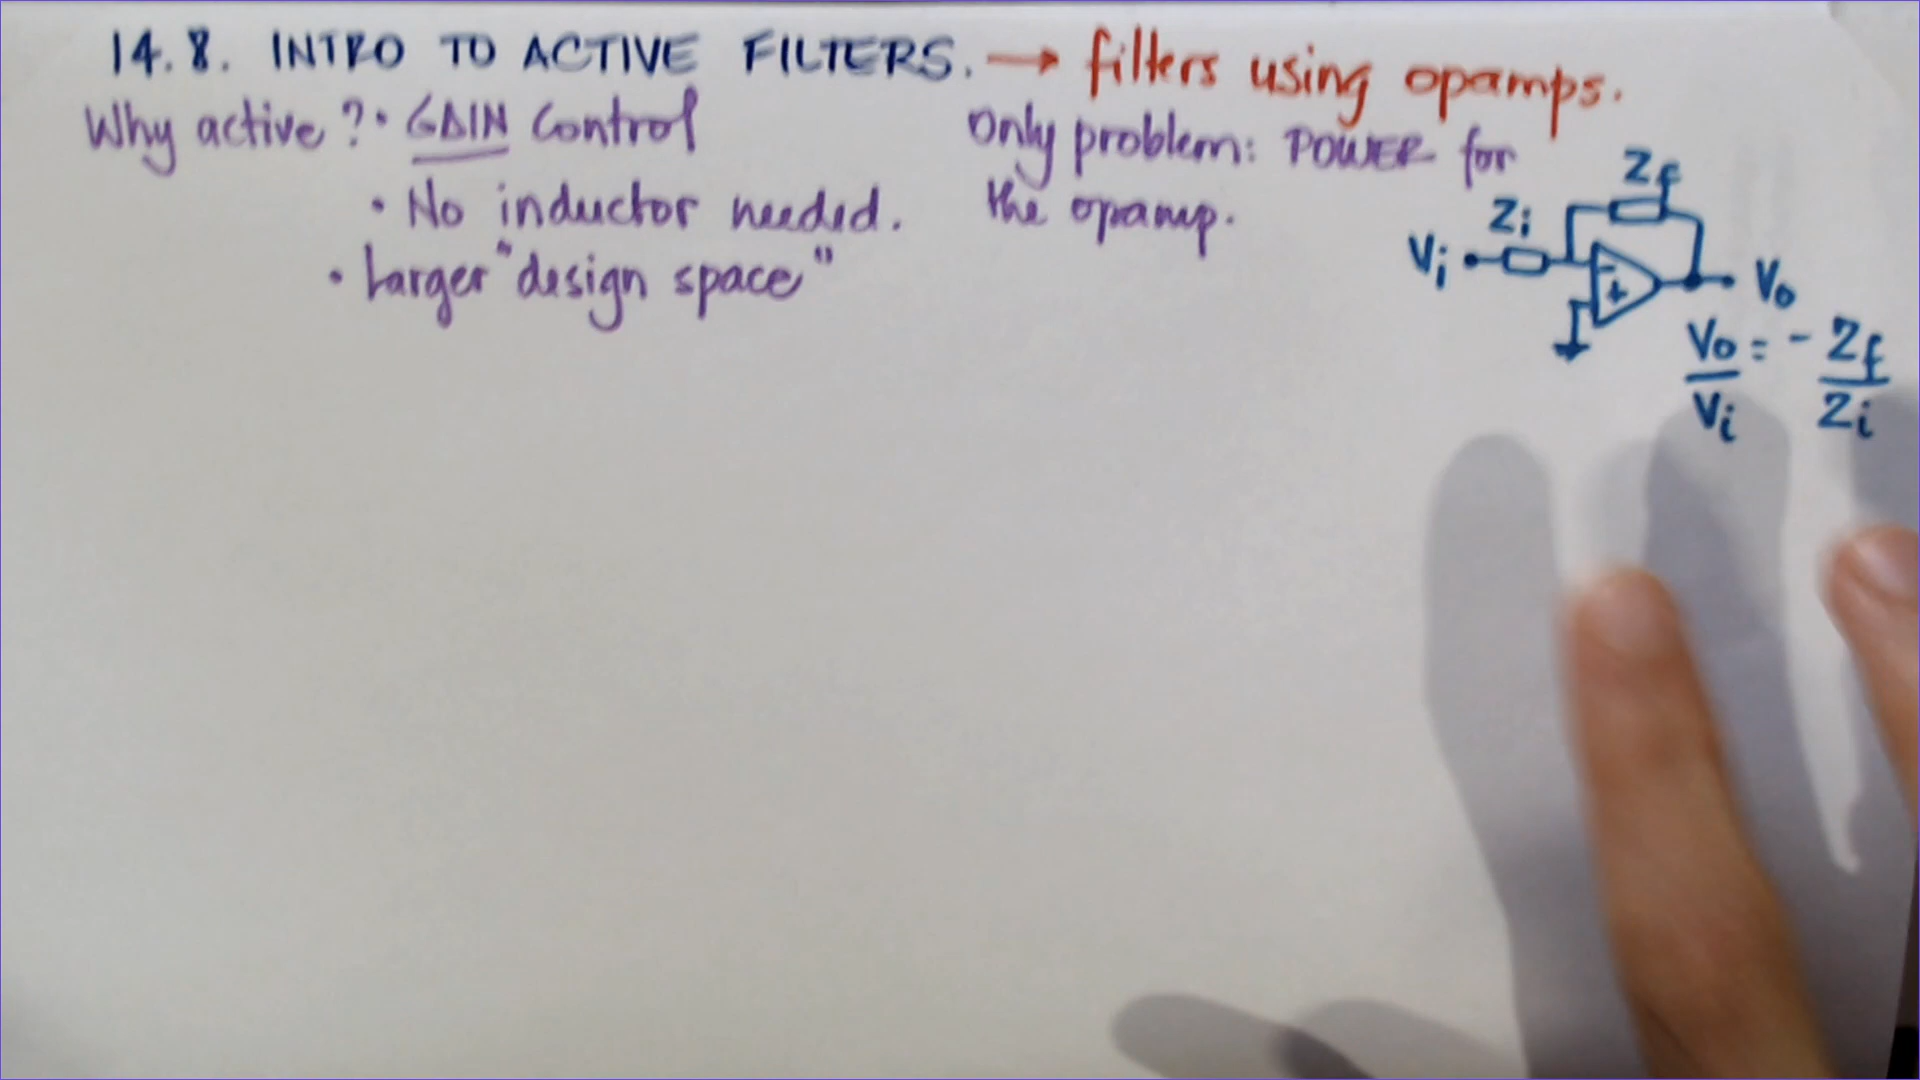 14.8. INTRO TO ACTIVE FILTERS. → filters using opamps.
Why active? • GAIN Control
• No inductor needed.
• Larger "design space"
Only problem: POWER for
the opamp.
Zf
Zi
Vi
-
+
Vo
Vo/Vi = - Zf/Zi